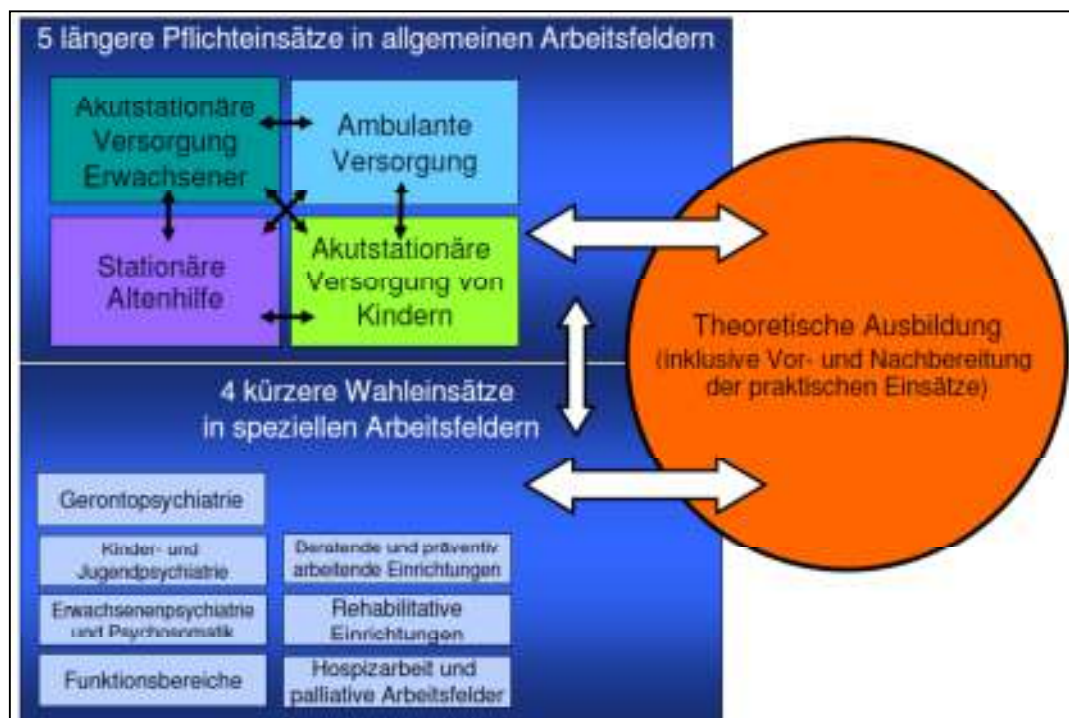 5 längere Pflichteinsätze in allgemeinen Arbeitsfeldern
Akutstationäre
Versorgung
Erwachsener
Ambulante
Versorgung
Stationäre
Altenhilfe
Akutstationäre
Versorgung von
Kindern
4 kürzere Wahleinsätze
in speziellen Arbeitsfeldern
Gerontopsychiatrie
Kinder- und
Jugendpsychiatrie
Erwachsenenpsychiatrie
und Psychosomatik
Funktionsbereiche
Beratende und präventiv
arbeitende Einrichtungen
Rehabilitative
Einrichtungen
Hospizarbeit und
palliative Arbeitsfelder
Theoretische Ausbildung
(inklusive Vor- und Nachbereitung
der praktischen Einsätze)